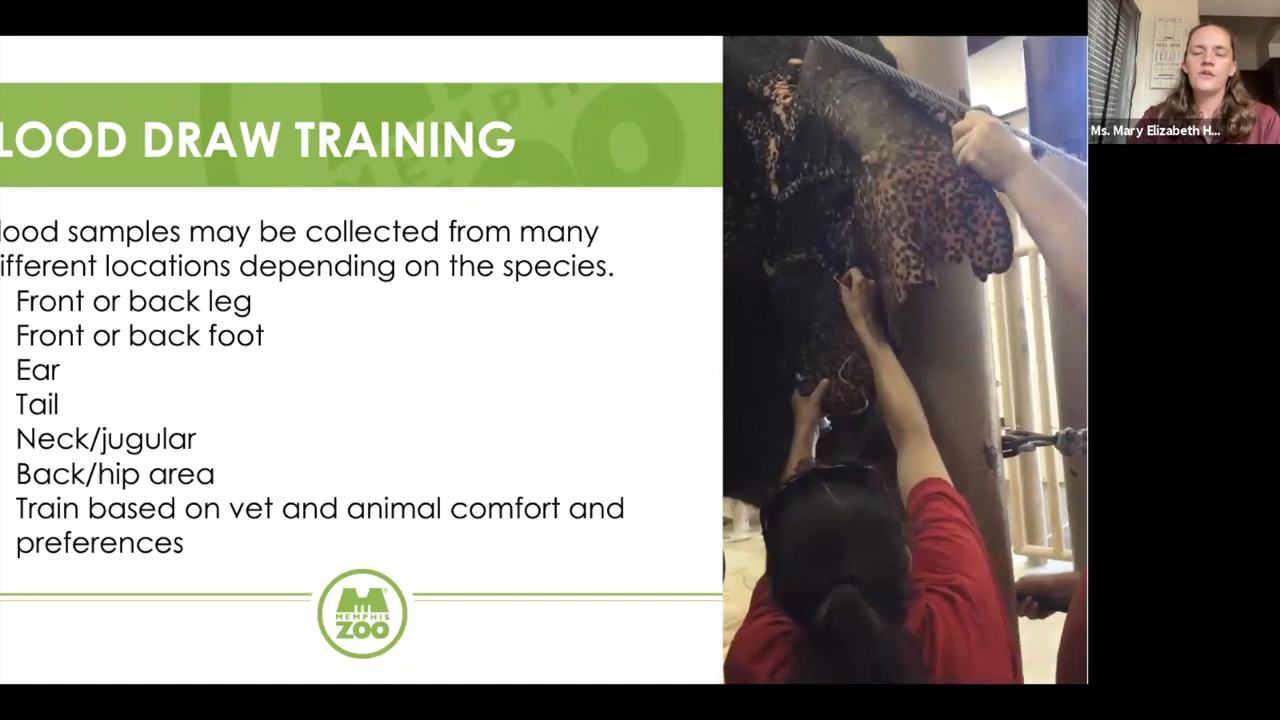 LOOD DRAW TRAINING
lood samples may be collected from many
ifferent locations depending on the species.
Front or back leg
Front or back foot
Ear
Tail
Neck/jugular
Back/hip area
Train based on vet and animal comfort and
preferences
MEMPHIS
ZOO
Ms. Mary Elizabeth H...